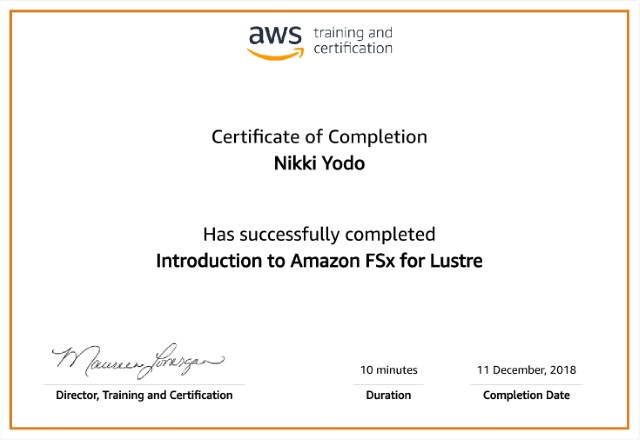 aws training and
certification
Certificate of Completion
Nikki Yodo
Has successfully completed
Introduction to Amazon FSx for Lustre
Maureen Lonergan
10 minutes
11 December, 2018
Director, Training and Certification
Duration
Completion Date